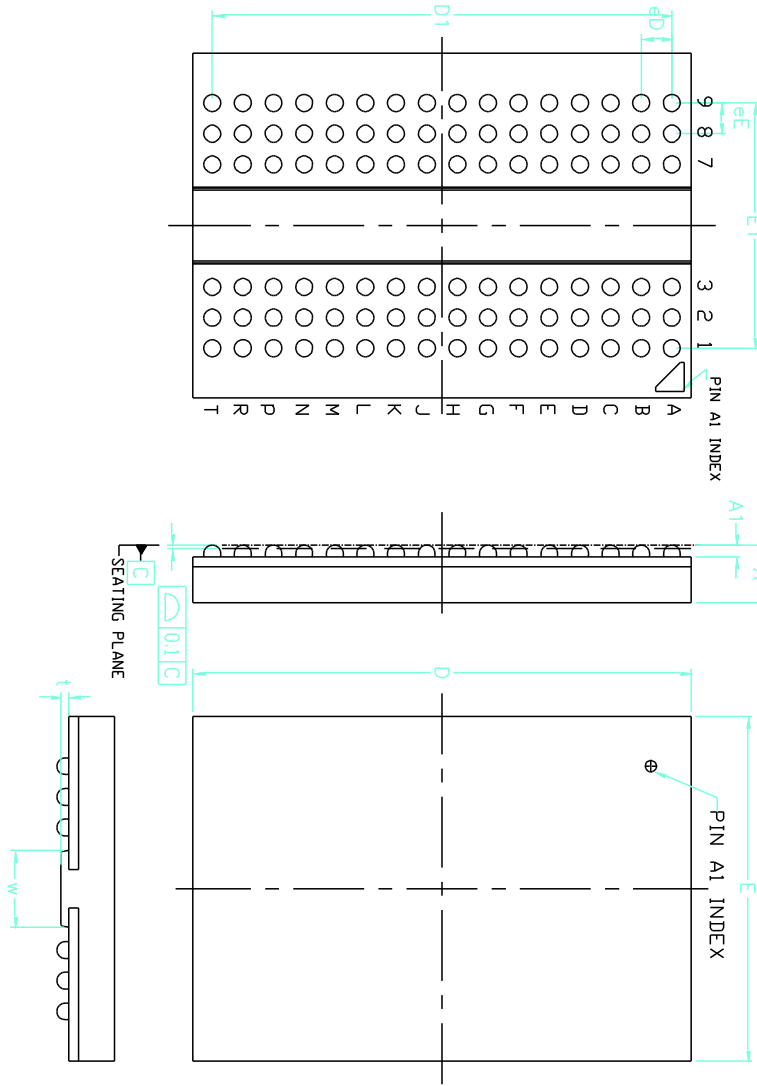 D1
eD
eE
E1
9
8
7
3
2
1
PIN A1 INDEX
T R P N M L K J H G F E D C B A
A1
C
SEATING PLANE
0.1 C
D
E
PIN A1 INDEX
t
w